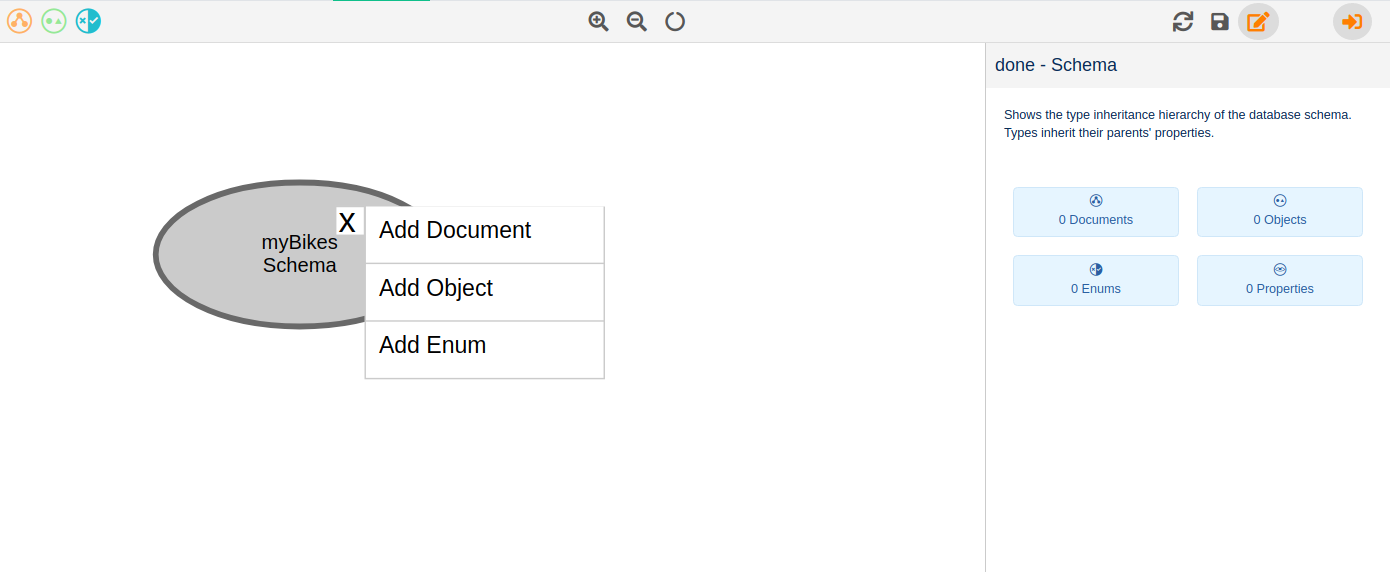 done - Schema
Shows the type inheritance hierarchy of the database schema.
Types inherit their parents' properties.
0 Documents
0 Objects
0 Enums
0 Properties
myBikes
Schema
X
Add Document
Add Object
Add Enum